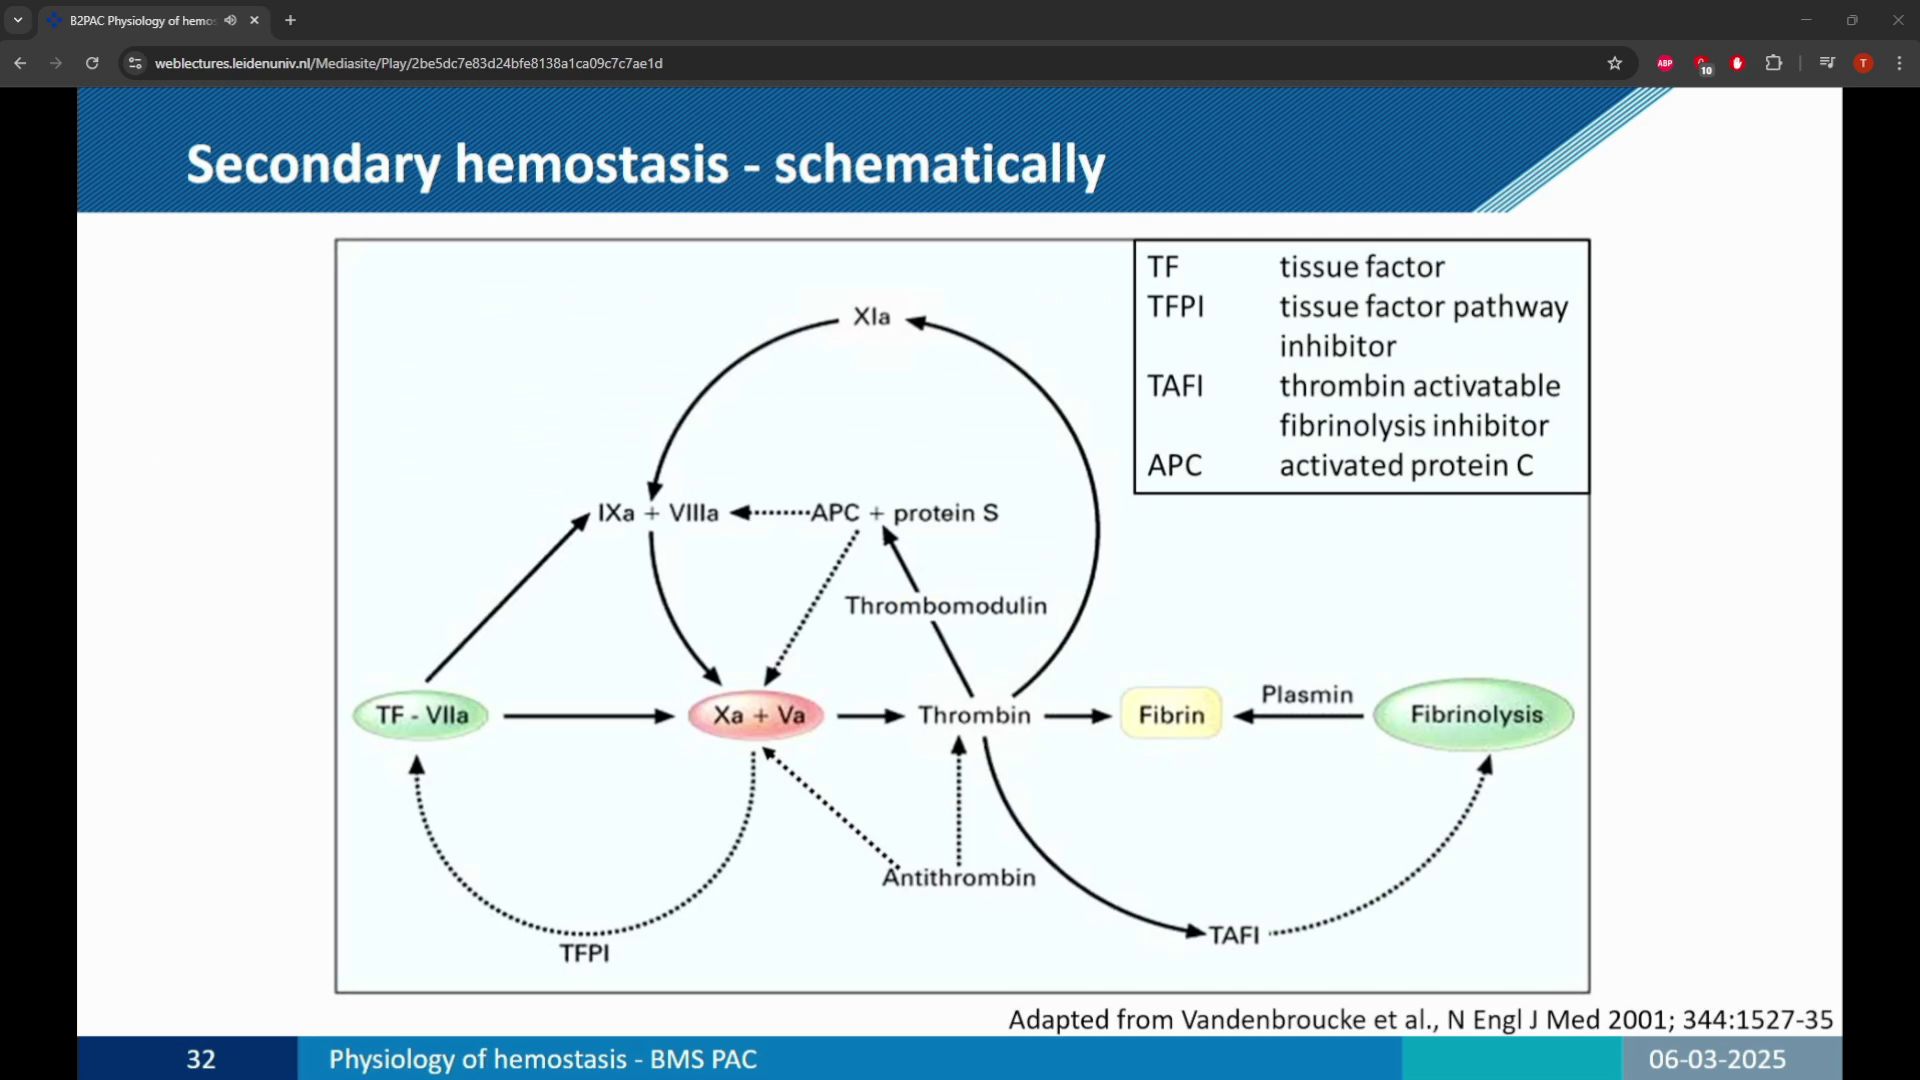 B2PAC Physiology of hemos
weblectures.leidenuniv.nl/Mediasite/Play/2be5dc7e83d24bfe8138a1ca09c7c7ae1d
ABP
10
T
Secondary hemostasis - schematically
TF tissue factor
TFPI tissue factor pathway
inhibitor
TAFI thrombin activatable
fibrinolysis inhibitor
APC activated protein C
XIa
IXa + VIIIa
APC + protein S
Thrombomodulin
TF - VIIa
Xa + Va
Thrombin
Fibrin
Plasmin
Fibrinolysis
Antithrombin
TAFI
TFPI
Adapted from Vandenbroucke et al., N Engl J Med 2001; 344:1527-35
32
Physiology of hemostasis - BMS PAC
06-03-2025